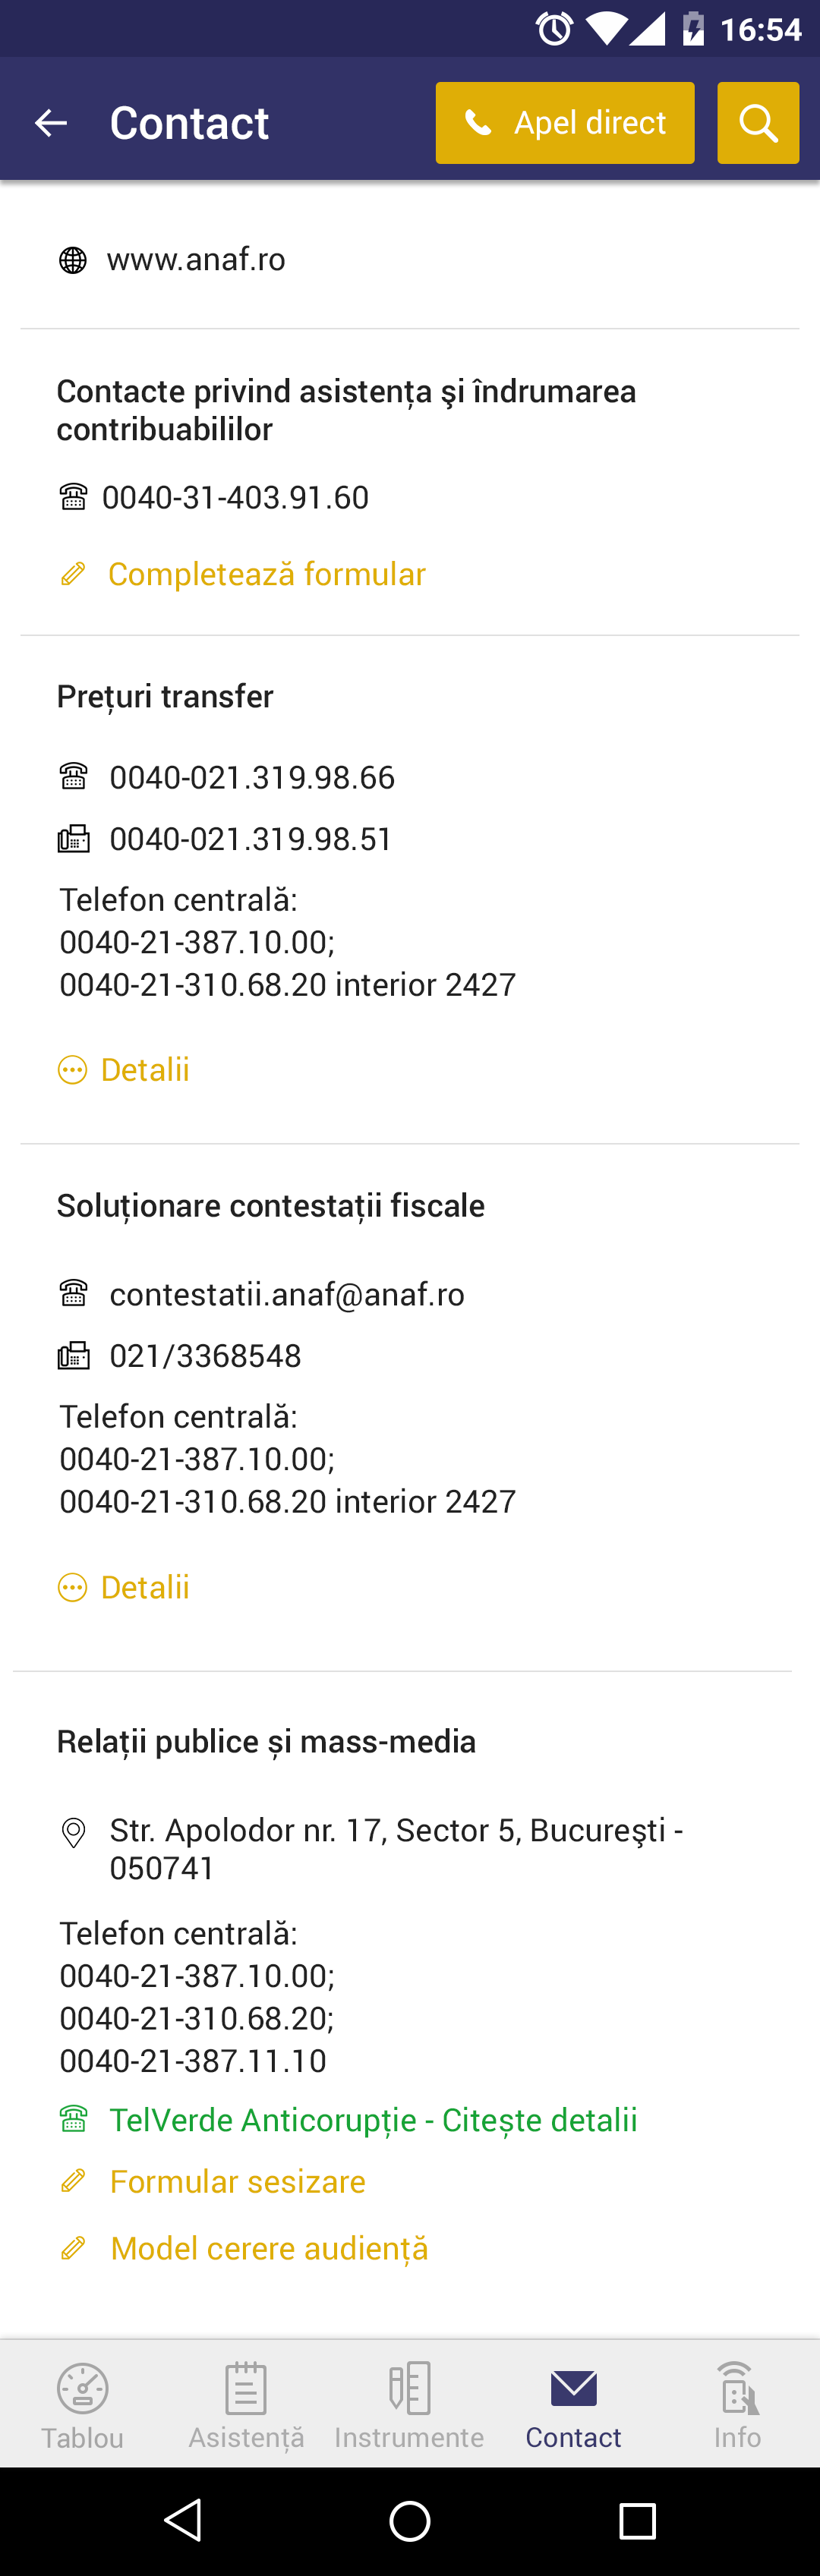 16:54
Contact
Apel direct
www.anaf.ro
Contacte privind asistența şi îndrumarea
contribuabililor
0040-31-403.91.60
Completează formular
Prețuri transfer
0040-021.319.98.66
0040-021.319.98.51
Telefon centrală:
0040-21-387.10.00;
0040-21-310.68.20 interior 2427
Detalii
Soluționare contestații fiscale
contestatii.anaf@anaf.ro
021/3368548
Telefon centrală:
0040-21-387.10.00;
0040-21-310.68.20 interior 2427
Detalii
Relații publice și mass-media
Str. Apolodor nr. 17, Sector 5, Bucureşti -
050741
Telefon centrală:
0040-21-387.10.00;
0040-21-310.68.20;
0040-21-387.11.10
TelVerde Anticorupție - Citește detalii
Formular sesizare
Model cerere audiență
Tablou
Asistență
Instrumente
Contact
Info